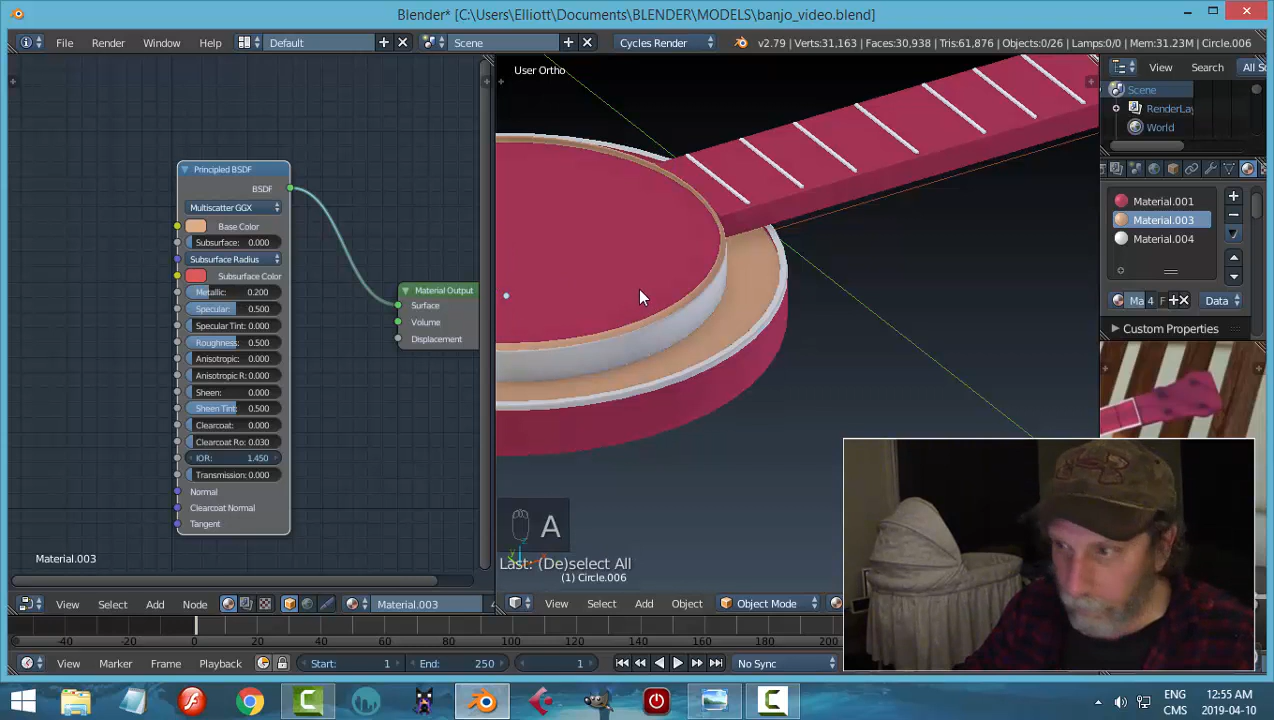 Blender* [C:\Users\Elliott\Documents\BLENDER\MODELS\banjo_video.blend]
File Render Window Help Default Scene Cycles Render v2.79 | Verts:31,163 | Faces:30,938 | Tris:61,876 | Objects:0/26 | Lamps:0/0 | Mem:31.23M | Circle.006
User Ortho
View Search All Sc
Scene
RenderLay
World
Principled BSDF
BSDF
Multiscatter GGX
Base Color
Subsurface: 0.000
Subsurface Radius
Subsurface Color
Metallic: 0.200
Specular: 0.500
Specular Tint: 0.000
Roughness: 0.500
Anisotropic: 0.000
Anisotropic R: 0.000
Sheen: 0.000
Sheen Tint: 0.500
Clearcoat: 0.000
Clearcoat Ro: 0.030
IOR: 1.450
Transmission: 0.000
Normal
Clearcoat Normal
Tangent
Material Output
Surface
Volume
Displacement
Material.001
Material.003
Material.004
Ma 4 F Data
Custom Properties
A
Last: (De)select All
(1) Circle.006
Material.003
View Select Add Node Material.003
View Select Add Object Object Mode
-40 -20 0 20 40 60 80 100 120 140 160 180 200
View Marker Frame Playback Start: 1 End: 250 1 No Sync
ENG 12:55 AM
CMS 2019-04-10